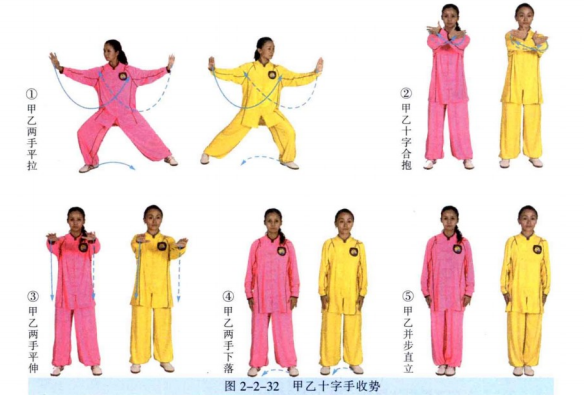 ①甲乙两手平拉
②甲乙十字合抱
③甲乙两手平伸
④甲乙两手下落
⑤甲乙并步直立
图 2-2-32 甲乙十字手收势